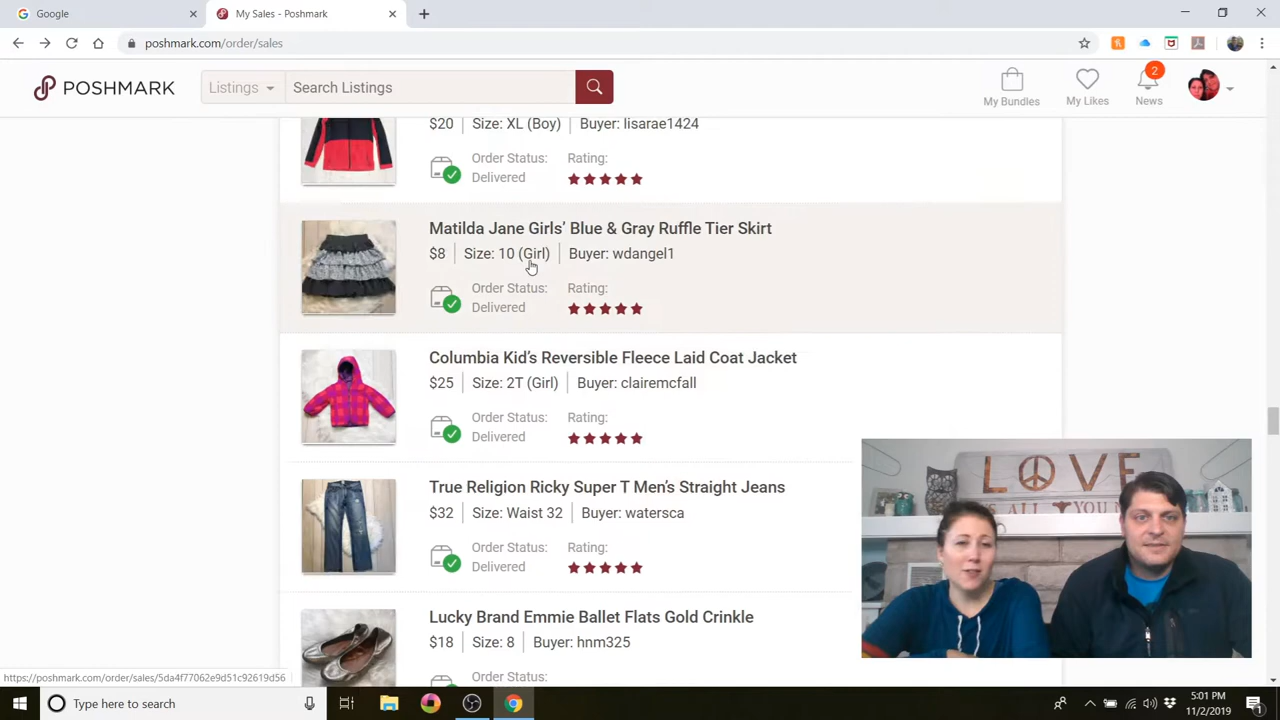 Google
My Sales - Poshmark
poshmark.com/order/sales
POSHMARK
Listings
Search Listings
My Bundles
My Likes
2
News
$20 Size: XL (Boy) Buyer: lisarae1424
Order Status: Rating:
Delivered
Matilda Jane Girls’ Blue & Gray Ruffle Tier Skirt
$8 Size: 10 (Girl) Buyer: wdangel1
Order Status: Rating:
Delivered
Columbia Kid’s Reversible Fleece Laid Coat Jacket
$25 Size: 2T (Girl) Buyer: clairemcfall
Order Status: Rating:
Delivered
True Religion Ricky Super T Men’s Straight Jeans
$32 Size: Waist 32 Buyer: watersca
Order Status: Rating:
Delivered
Lucky Brand Emmie Ballet Flats Gold Crinkle
$18 Size: 8 Buyer: hnm325
Order Status: Rating:
LOVE
IS ALL YOU N
https://poshmark.com/order/sales/5da4f77062e9d51c92619d56
Type here to search
5:01 PM
11/2/2019
1